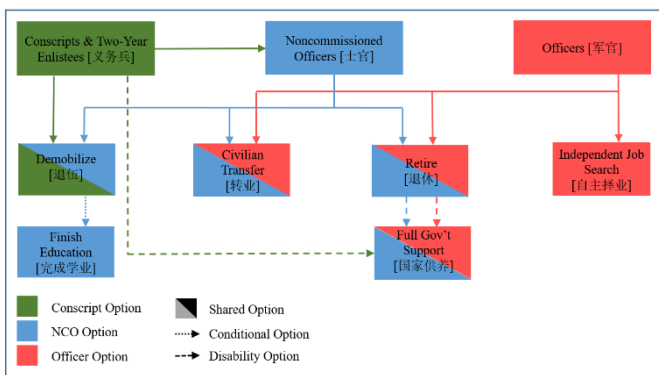 Conscripts & Two-Year
Enlistees [义务兵]
Noncommissioned
Officers [士官]
Officers [军官]
Demobilize
[退伍]
Civilian
Transfer
[转业]
Retire
[退休]
Independent Job
Search
[自主择业]
Finish
Education
[完成学业]
Full Gov't
Support
[国家供养]
Conscript Option
NCO Option
Officer Option
Shared Option
Conditional Option
Disability Option